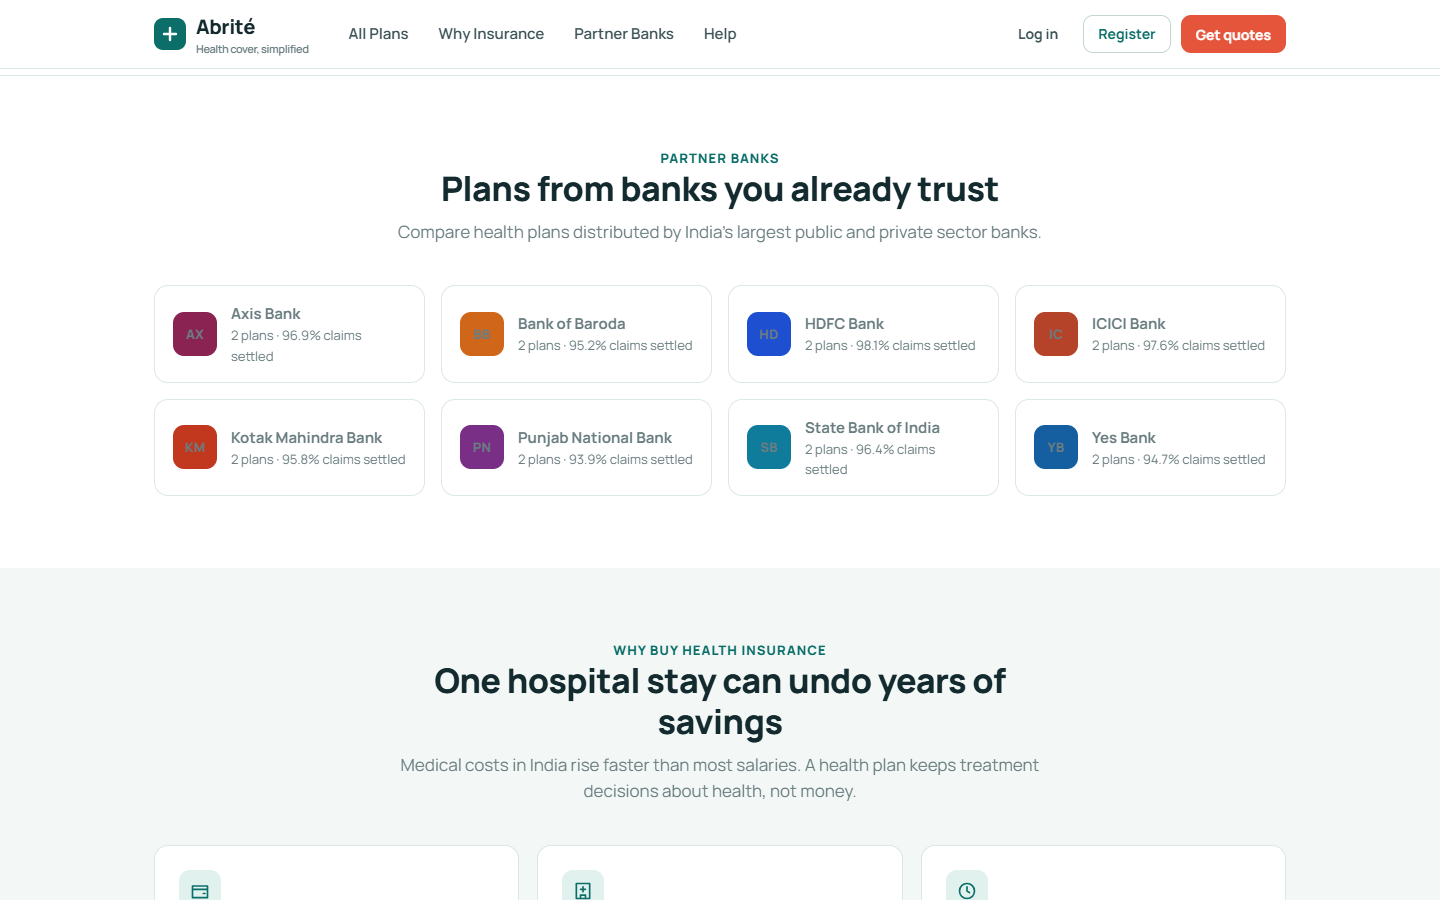 Abrité
Health cover, simplified
All Plans
Why Insurance
Partner Banks
Help
Log in
Register
Get quotes
PARTNER BANKS
Plans from banks you already trust
Compare health plans distributed by India's largest public and private sector banks.
AX
Axis Bank
2 plans · 96.9% claims
settled
BB
Bank of Baroda
2 plans · 95.2% claims settled
HD
HDFC Bank
2 plans · 98.1% claims settled
IC
ICICI Bank
2 plans · 97.6% claims settled
KM
Kotak Mahindra Bank
2 plans · 95.8% claims settled
PN
Punjab National Bank
2 plans · 93.9% claims settled
SB
State Bank of India
2 plans · 96.4% claims
settled
YB
Yes Bank
2 plans · 94.7% claims settled
WHY BUY HEALTH INSURANCE
One hospital stay can undo years of
savings
Medical costs in India rise faster than most salaries. A health plan keeps treatment
decisions about health, not money.